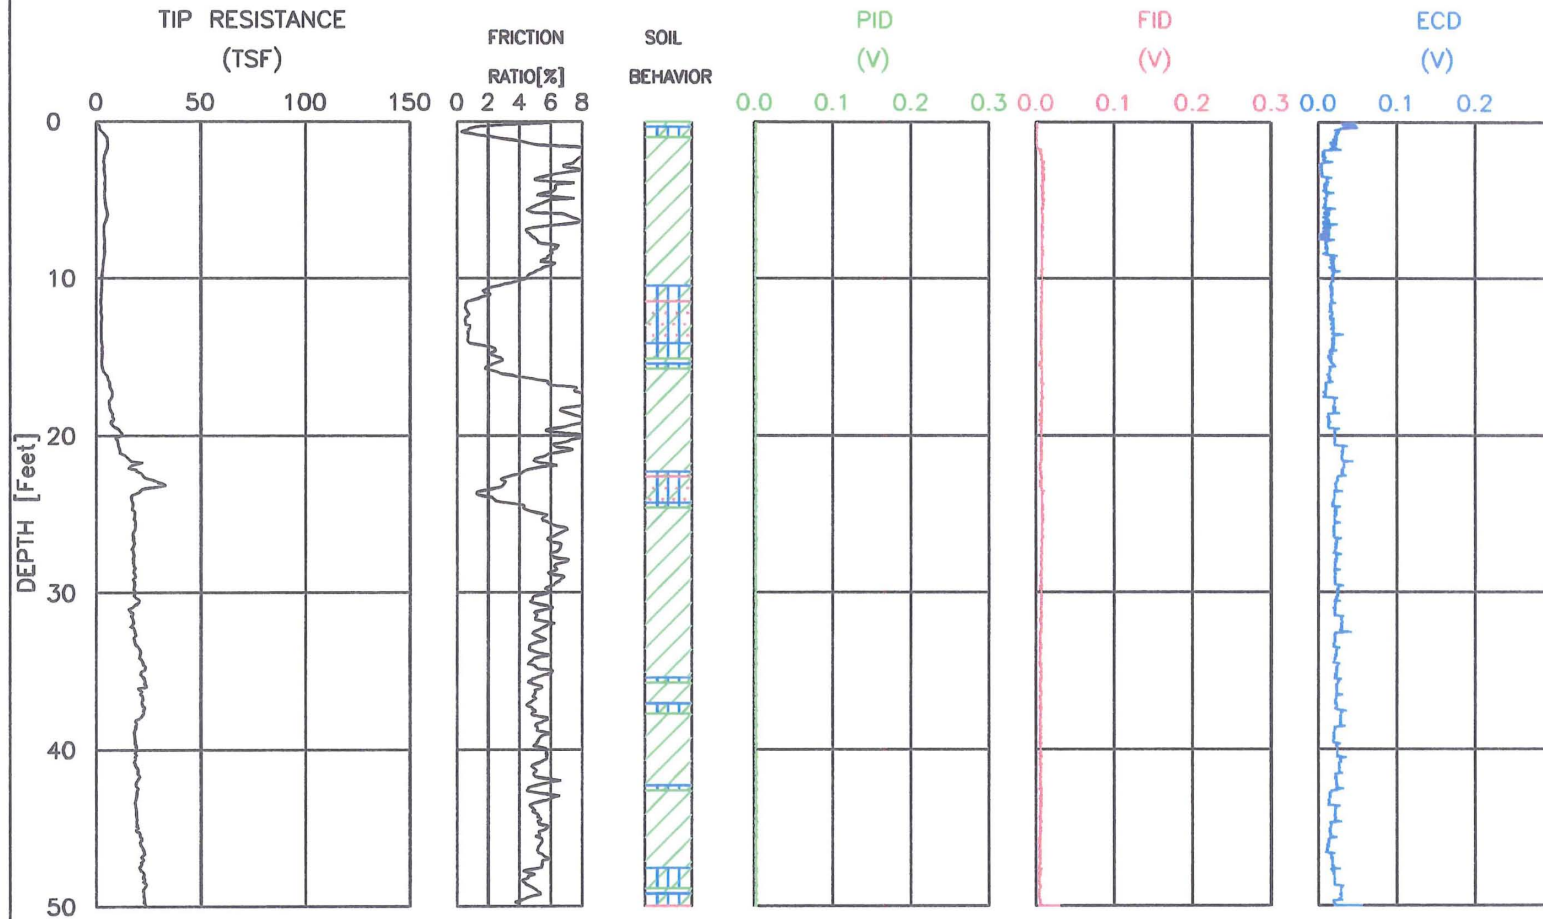 TIP RESISTANCE
(TSF)
FRICTION
RATIO[%]
SOIL
BEHAVIOR
PID
(V)
FID
(V)
ECD
(V)
0 50 100 150
0 2 4 6 8
0.0 0.1 0.2 0.3
0.0 0.1 0.2 0.3
0.0 0.1 0.2
DEPTH [Feet]
0
10
20
30
40
50